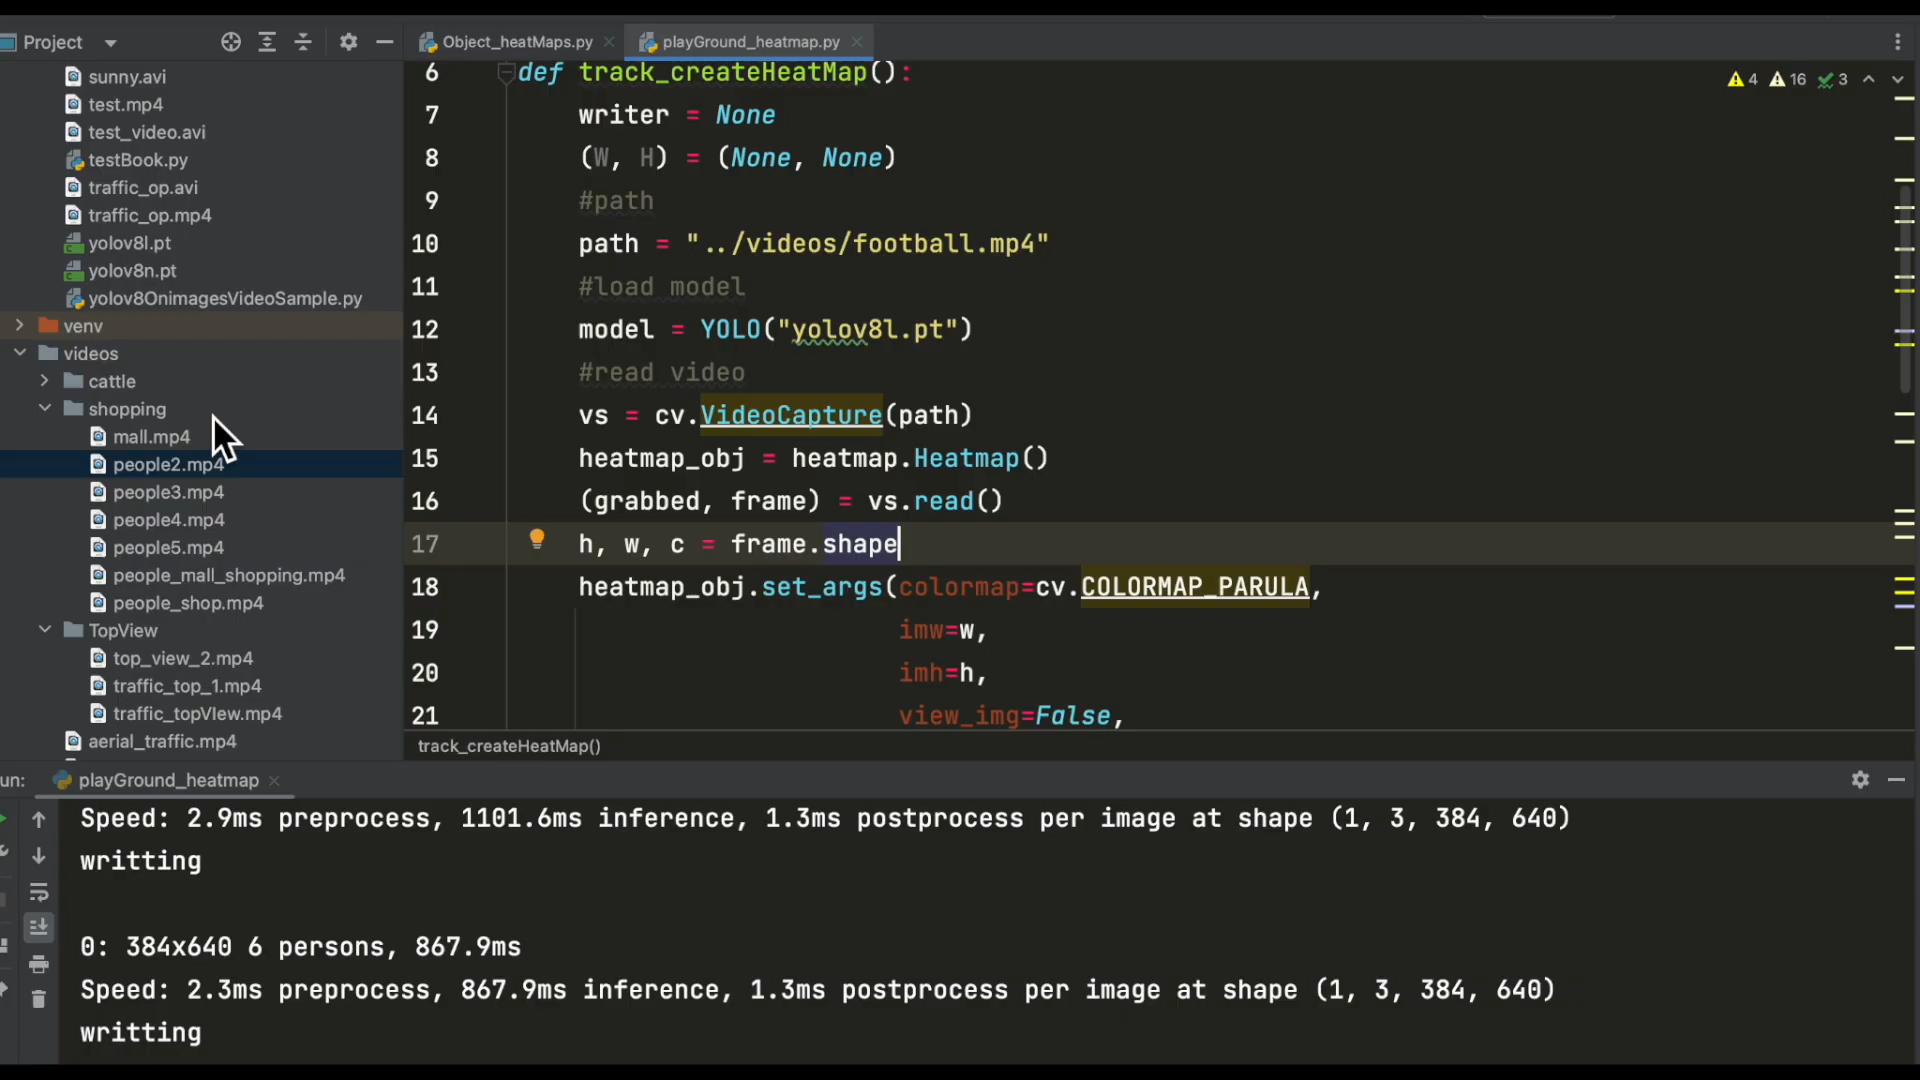 Project
Object_heatMaps.py
playGround_heatmap.py
sunny.avi
test.mp4
test_video.avi
testBook.py
traffic_op.avi
traffic_op.mp4
yolov8l.pt
yolov8n.pt
yolov8OnimagesVideoSample.py
venv
videos
cattle
shopping
mall.mp4
people2.mp4
people3.mp4
people4.mp4
people5.mp4
people_mall_shopping.mp4
people_shop.mp4
TopView
top_view_2.mp4
traffic_top_1.mp4
traffic_topVIew.mp4
aerial_traffic.mp4
4 16 3
6 def track_createHeatMap():
7 writer = None
8 (W, H) = (None, None)
9 #path
10 path = "../videos/football.mp4"
11 #load model
12 model = YOLO("yolov8l.pt")
13 #read video
14 vs = cv.VideoCapture(path)
15 heatmap_obj = heatmap.Heatmap()
16 (grabbed, frame) = vs.read()
17 h, w, c = frame.shape
18 heatmap_obj.set_args(colormap=cv.COLORMAP_PARULA,
19 imw=w,
20 imh=h,
21 view_img=False,
track_createHeatMap()
un: playGround_heatmap
Speed: 2.9ms preprocess, 1101.6ms inference, 1.3ms postprocess per image at shape (1, 3, 384, 640)
writting
0: 384x640 6 persons, 867.9ms
Speed: 2.3ms preprocess, 867.9ms inference, 1.3ms postprocess per image at shape (1, 3, 384, 640)
writting